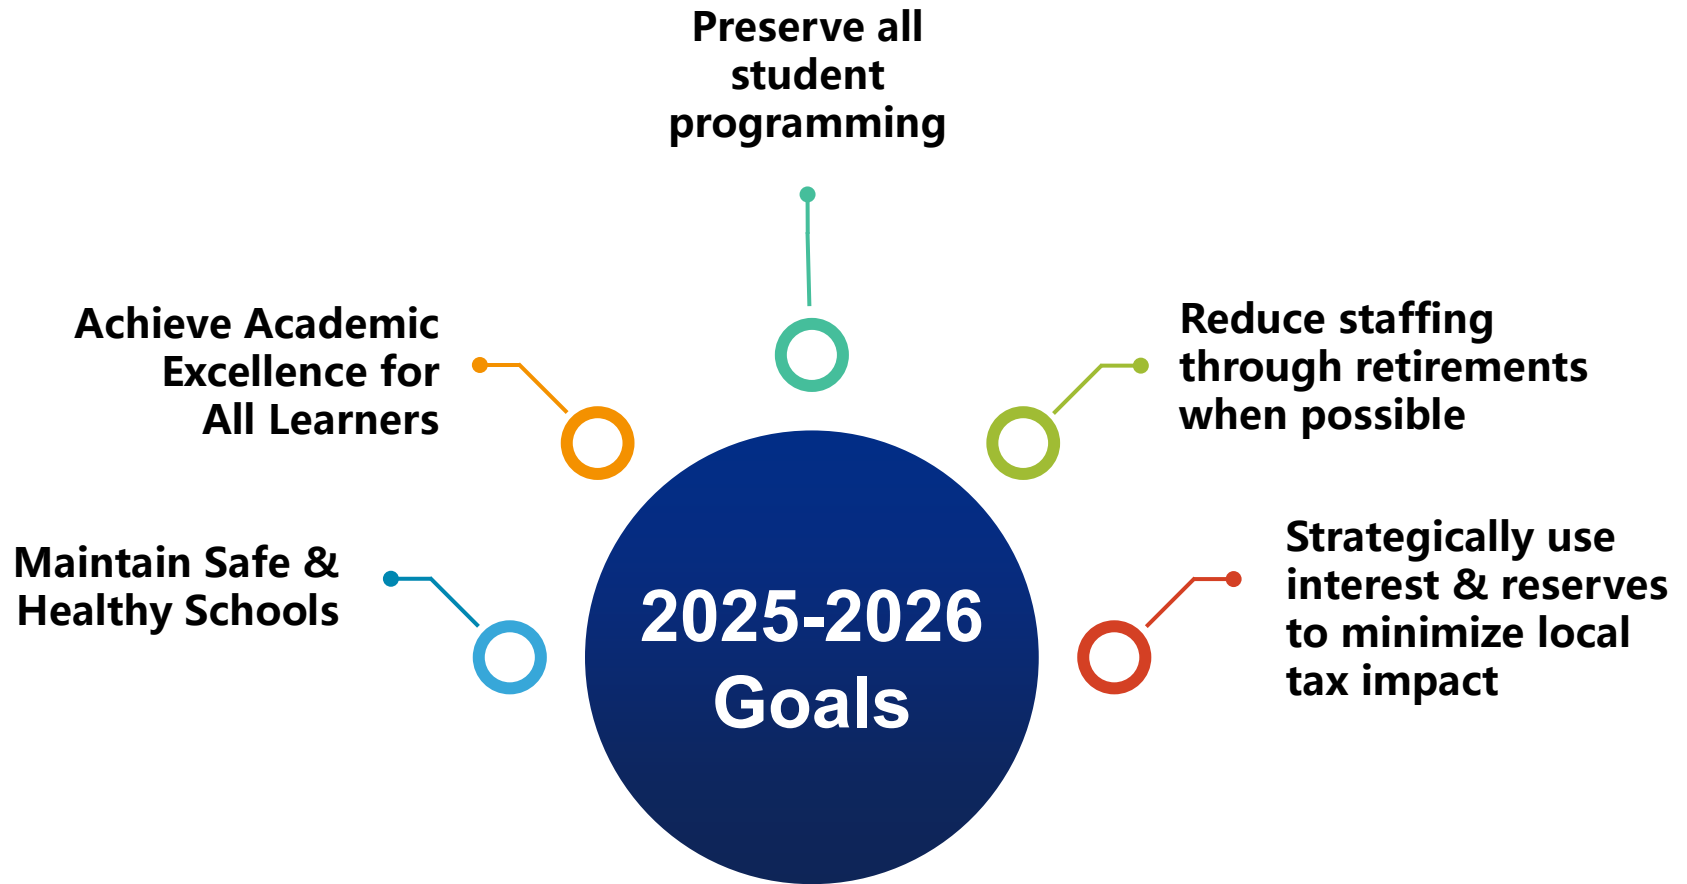 Preserve all
student
programming
Achieve Academic
Excellence for
All Learners
Reduce staffing
through retirements
when possible
Maintain Safe &
Healthy Schools
Strategically use
interest & reserves
to minimize local
tax impact
2025-2026
Goals